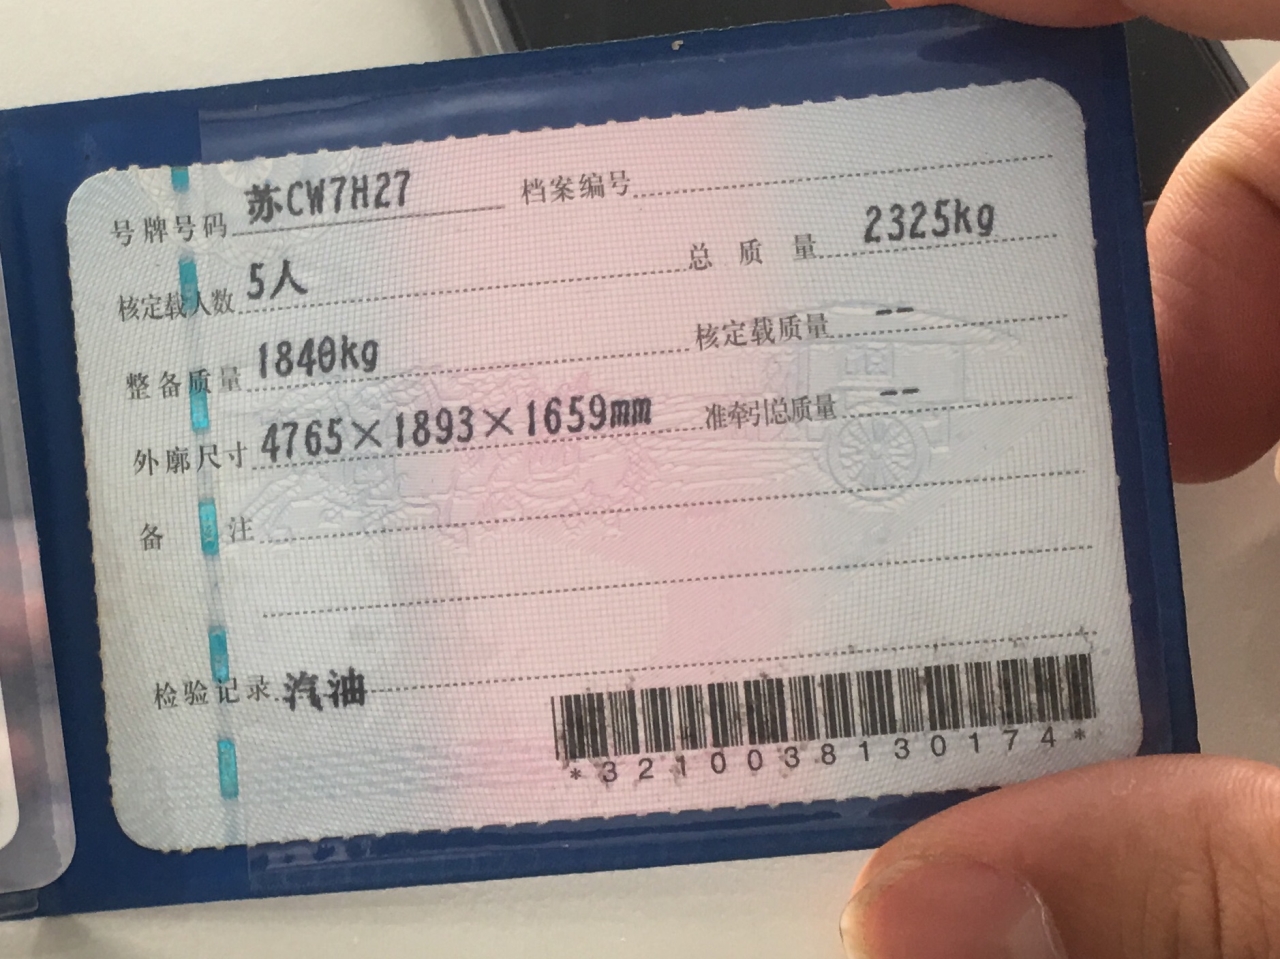 号牌号码 苏CW7H27 档案编号
核定载人数 5人 总质量 2325kg
整备质量 1840kg 核定载质量 --
外廓尺寸 4765×1893×1659mm 准牵引总质量 --
备注
检验记录 汽油
*3210038130174*